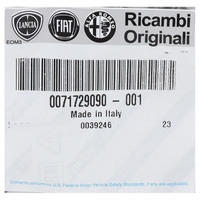 LANCIA FIAT ALFA ROMEO
Ricambi
Originali
0071729090 - 001
Made in Italy
0039246 23